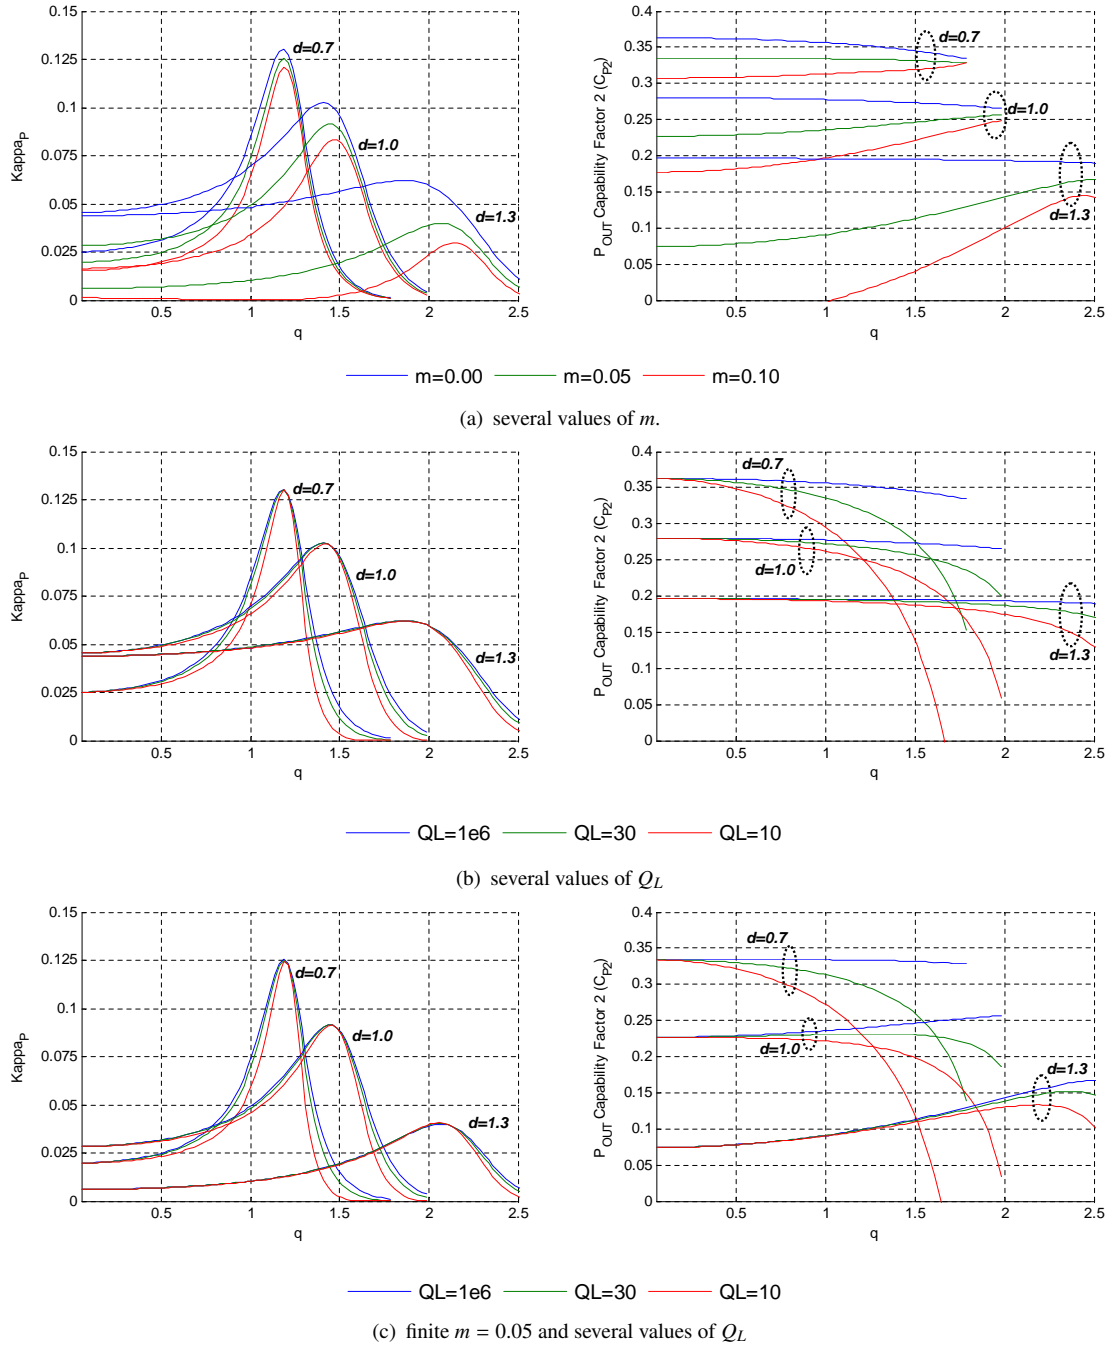 0.15
0.125
0.1
0.075
0.05
0.025
0
0.5 1 1.5 2 2.5
q
Kappa_P
d=0.7
d=1.0
d=1.3
0.4
0.35
0.3
0.25
0.2
0.15
0.1
0.05
0
0.5 1 1.5 2 2.5
q
P_OUT Capability Factor 2 (C_P2)
d=0.7
d=1.0
d=1.3
m=0.00 m=0.05 m=0.10
(a) several values of m.
0.15
0.125
0.1
0.075
0.05
0.025
0
0.5 1 1.5 2 2.5
q
Kappa_P
d=0.7
d=1.0
d=1.3
0.4
0.35
0.3
0.25
0.2
0.15
0.1
0.05
0
0.5 1 1.5 2 2.5
q
P_OUT Capability Factor 2 (C_P2)
d=0.7
d=1.0
d=1.3
QL=1e6 QL=30 QL=10
(b) several values of Q_L
0.15
0.125
0.1
0.075
0.05
0.025
0
0.5 1 1.5 2 2.5
q
Kappa_P
d=0.7
d=1.0
d=1.3
0.4
0.35
0.3
0.25
0.2
0.15
0.1
0.05
0
0.5 1 1.5 2 2.5
q
P_OUT Capability Factor 2 (C_P2)
d=0.7
d=1.0
d=1.3
QL=1e6 QL=30 QL=10
(c) finite m = 0.05 and several values of Q_L